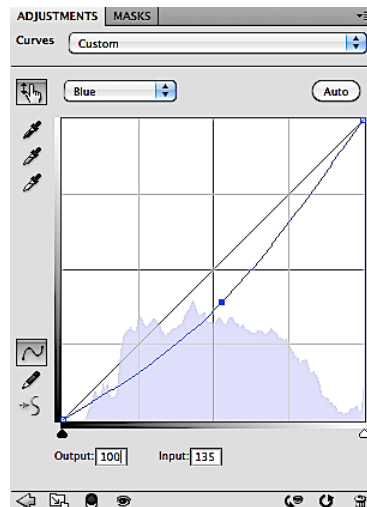 ADJUSTMENTS MASKS
Curves Custom
Blue Auto
Output: 100 Input: 135